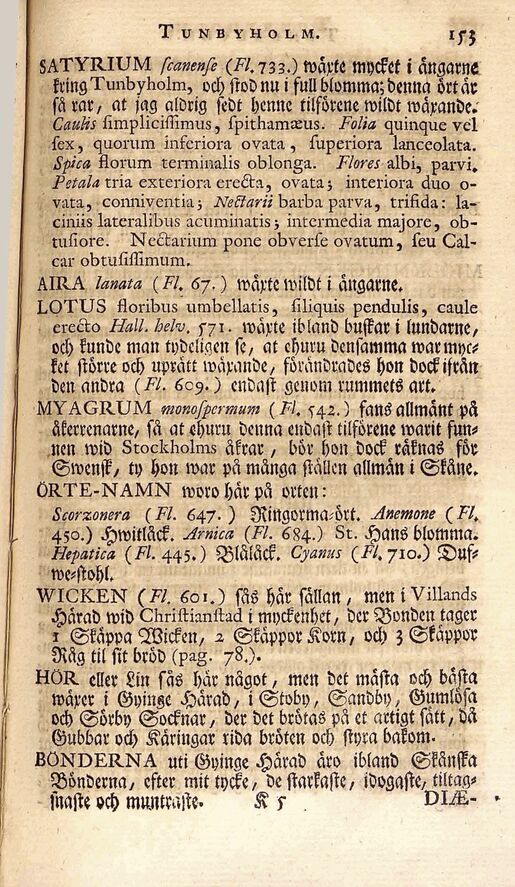 TUNBYHOLM. 153
SATYRIUM scanense (Fl. 733.) wäxte mycket i ängarne
kring Tunbyholm, och stod nu i full blomma; denna ört är
så rar, at jag aldrig sedt henne tilförene wildt wäxande.
Caulis simplicissimus, spithamæus. Folia quinque vel
sex, quorum inferiora ovata, superiora lanceolata.
Spica florum terminalis oblonga. Flores albi, parvi.
Petala tria exteriora erecta, ovata; interiora duo o-
vata, conniventia; Nectarii barba parva, trifida: la-
ciniis lateralibus acuminatis; intermedia majore, ob-
tusiore. Nectarium pone obverse ovatum, seu Cal-
car obtusissimum.
AIRA lanata (Fl. 67.) wäxte wildt i ängarne.
LOTUS floribus umbellatis, siliquis pendulis, caule
erecto Hall. helv. 571. wäxte ibland buskar i lundarne,
och kunde man tydeligen se, at ehuru densamma war myc-
ket större och uprätt wäxande, förändrades hon dock ifrån
den andra (Fl. 609.) endast genom rummets art.
MYAGRUM monospermum (Fl. 542.) fans allmänt på
åkerrenarne, så at ehuru denna endast tilförene warit fun-
nen wid Stockholms åkrar, bör hon dock räknas för
Swensk, ty hon war på många ställen allmän i Skåne.
ÖRTE-NAMN woro här på orten:
Scorzonera (Fl. 647.) Ringorma-ört. Anemone (Fl.
450.) Hwitläck. Arnica (Fl. 684.) St. Hans blomma.
Hepatica (Fl. 445.) Blåläck. Cyanus (Fl. 710.) Duf-
we-stohl.
WICKEN (Fl. 601.) sås här sällan, men i Villands
Härad wid Christianstad i myckenhet, der Bonden tager
1 Skäppa Wicken, 2 Skäppor Korn, och 3 Skäppor
Råg til sit bröd (pag. 78.).
HÖR eller Lin sås här något, men det mästa och bästa
wäxer i Gyinge Härad, i Stoby, Sandby, Gumlösa
och Sörby Socknar, der det brötas på et artigt sätt, då
Gubbar och Käringar rida bröten och styra bakom.
BÖNDERNA uti Gyinge Härad äro ibland Skånska
Bönderna, efter mit tycke, de starkaste, idogaste, tiltag-
snaste och muntraste. K 5 DIÆ-